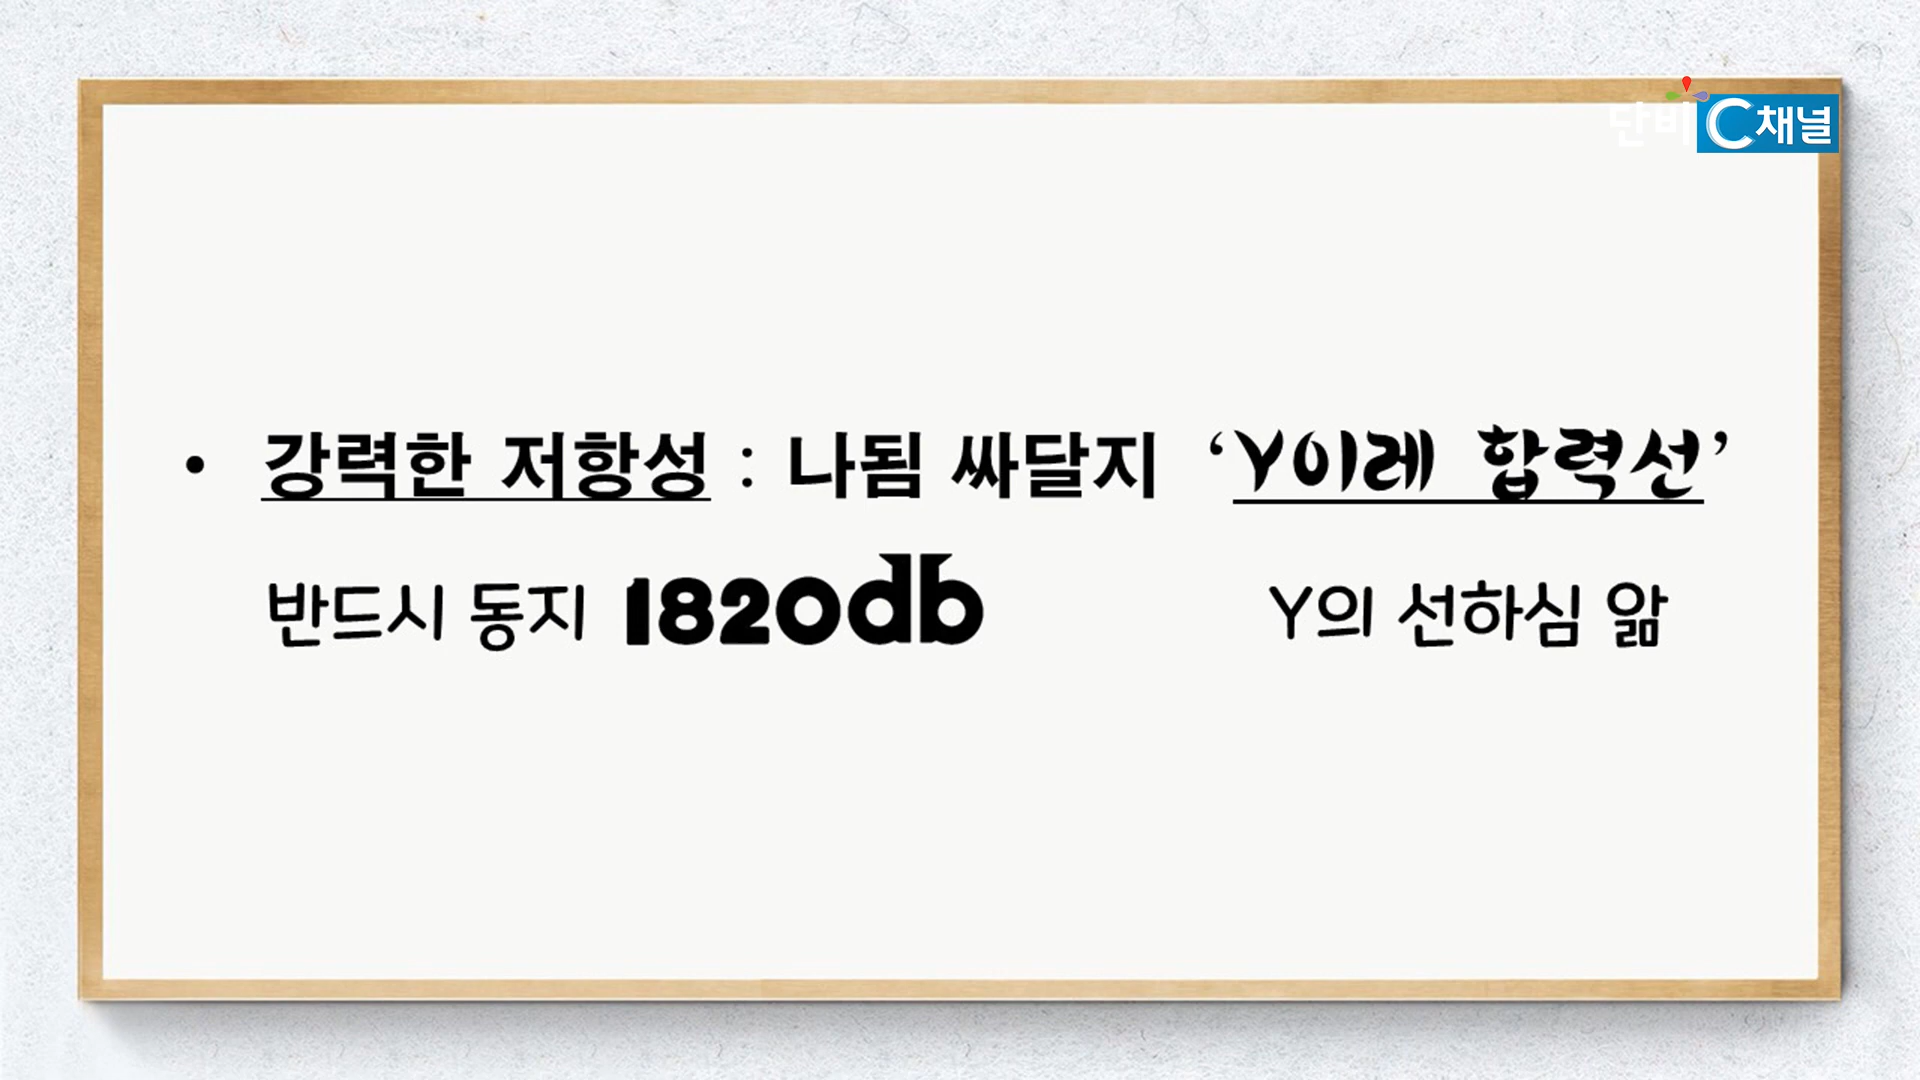 단비 C채널
• 강력한 저항성 : 나됨 싸달지 ‘Y이레 합력선’
반드시 동지 1820db Y의 선하심 앎